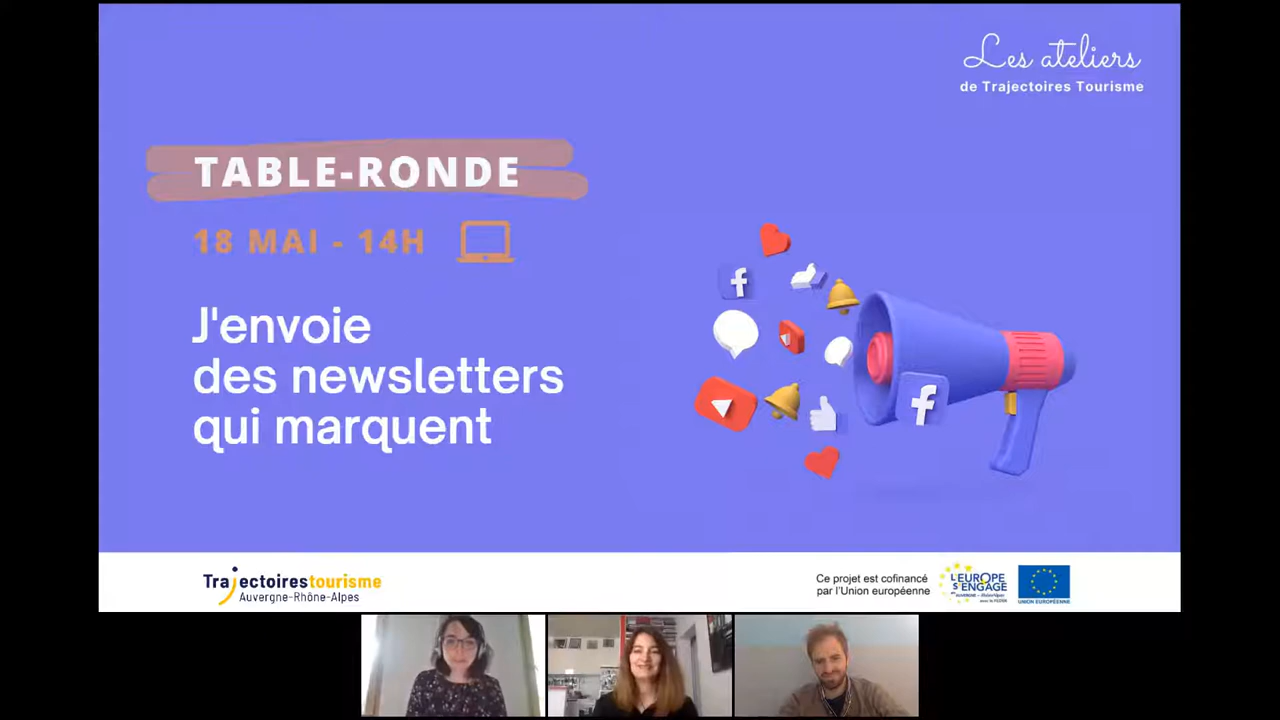 Les ateliers
de Trajectoires Tourisme
TABLE-RONDE
18 MAI - 14H
J'envoie
des newsletters
qui marquent
Trajectoirestourisme
Auvergne-Rhône-Alpes
Ce projet est cofinancé
par l'Union européenne
L'EUROPE
S'ENGAGE
UNION EUROPÉENNE